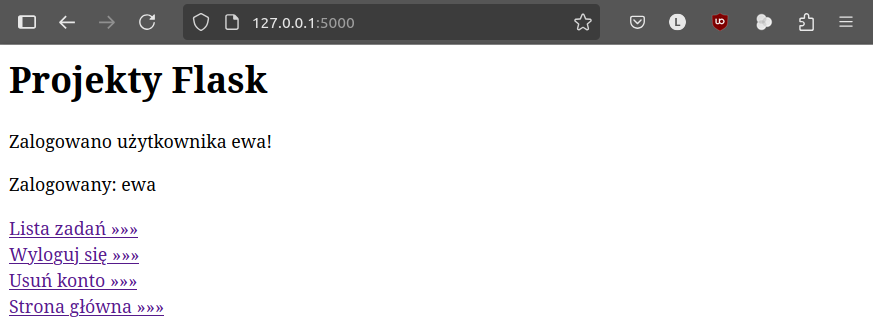 127.0.0.1:5000
L
UO
Projekty Flask
Zalogowano użytkownika ewa!
Zalogowany: ewa
Lista zadań »»»
Wyloguj się »»»
Usuń konto »»»
Strona główna »»»